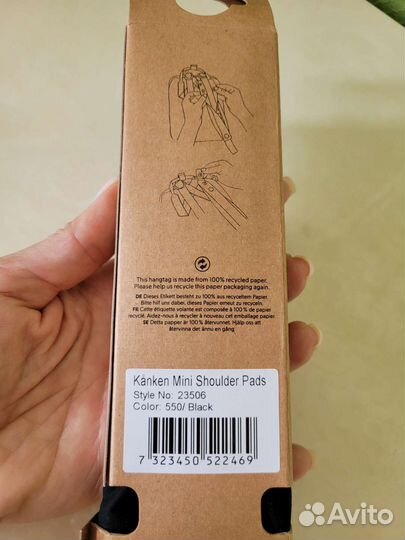 This hangtag is made from 100% recycled paper.
Please help us recycle this paper packaging again.
DE Dieses Etikett besteht zu 100% aus recyceltem Papier.
Bitte hilf uns dabei, dieses Papier erneut zu recyceln.
FR Cette étiquette volante est composée à 100% de papier
recyclé. Aidez-nous à recycler à nouveau cet emballage papier.
SE Detta papper är 100% återvunnet. Hjälp oss att
återvinna det ännu en gång
Kånken Mini Shoulder Pads
Style No: 23506
Color: 550/ Black
7 323450 522469
Avito